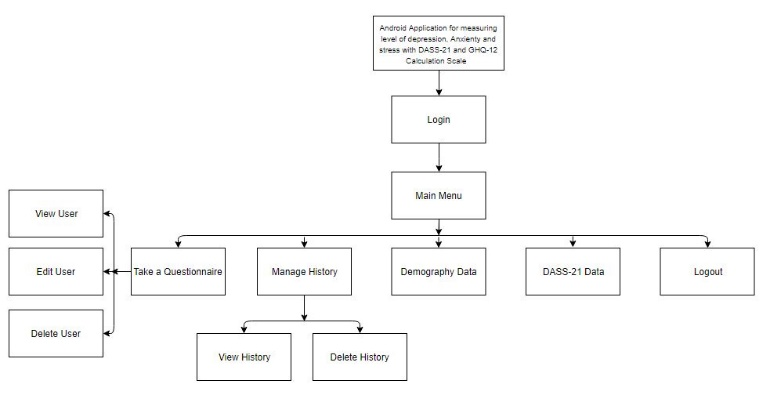 Android Application for measuring
level of depression, Anxienty and
stress with DASS-21 and GHQ-12
Calculation Scale
Login
Main Menu
View User
Edit User
Delete User
Take a Questionnaire
Manage History
Demography Data
DASS-21 Data
Logout
View History
Delete History